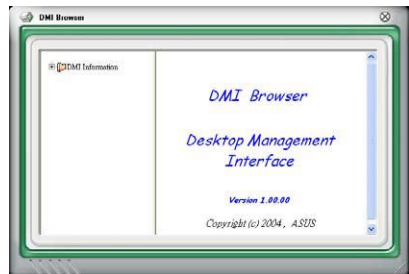 DMI Browser
DMI Information
DMI Browser
Desktop Management
Interface
Version 1.00.00
Copyright (c) 2004, ASUS